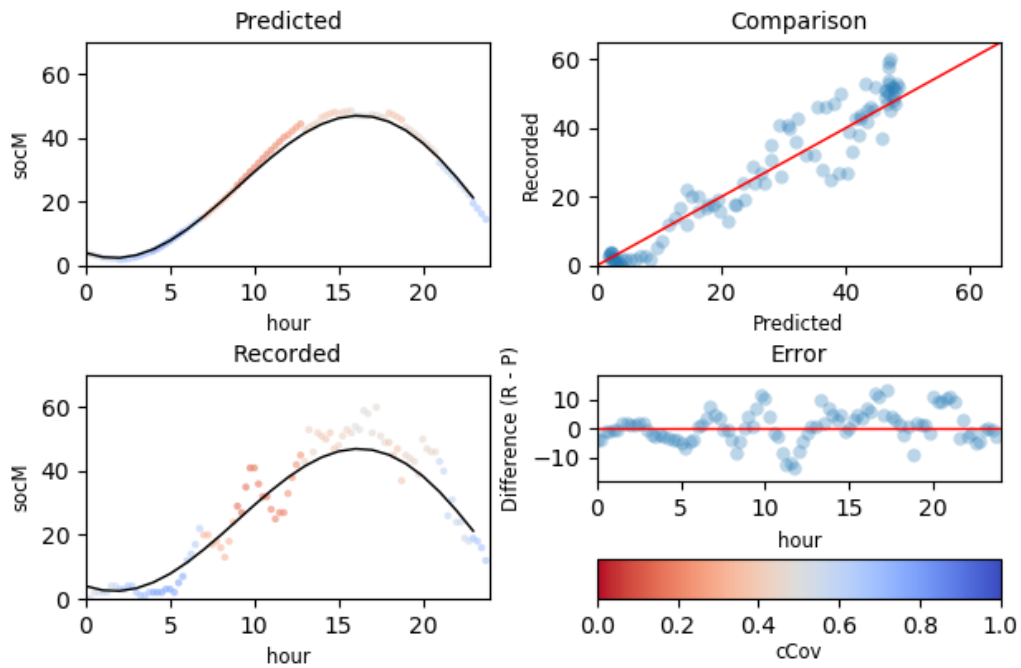 Predicted
socM
60
40
20
0
0 5 10 15 20
hour
Comparison
Recorded
60
40
20
0
0 20 40 60
Predicted
Recorded
socM
60
40
20
0
0 5 10 15 20
hour
Error
Difference (R - P)
10
0
−10
0 5 10 15 20
hour
0.0 0.2 0.4 0.6 0.8 1.0
cCov